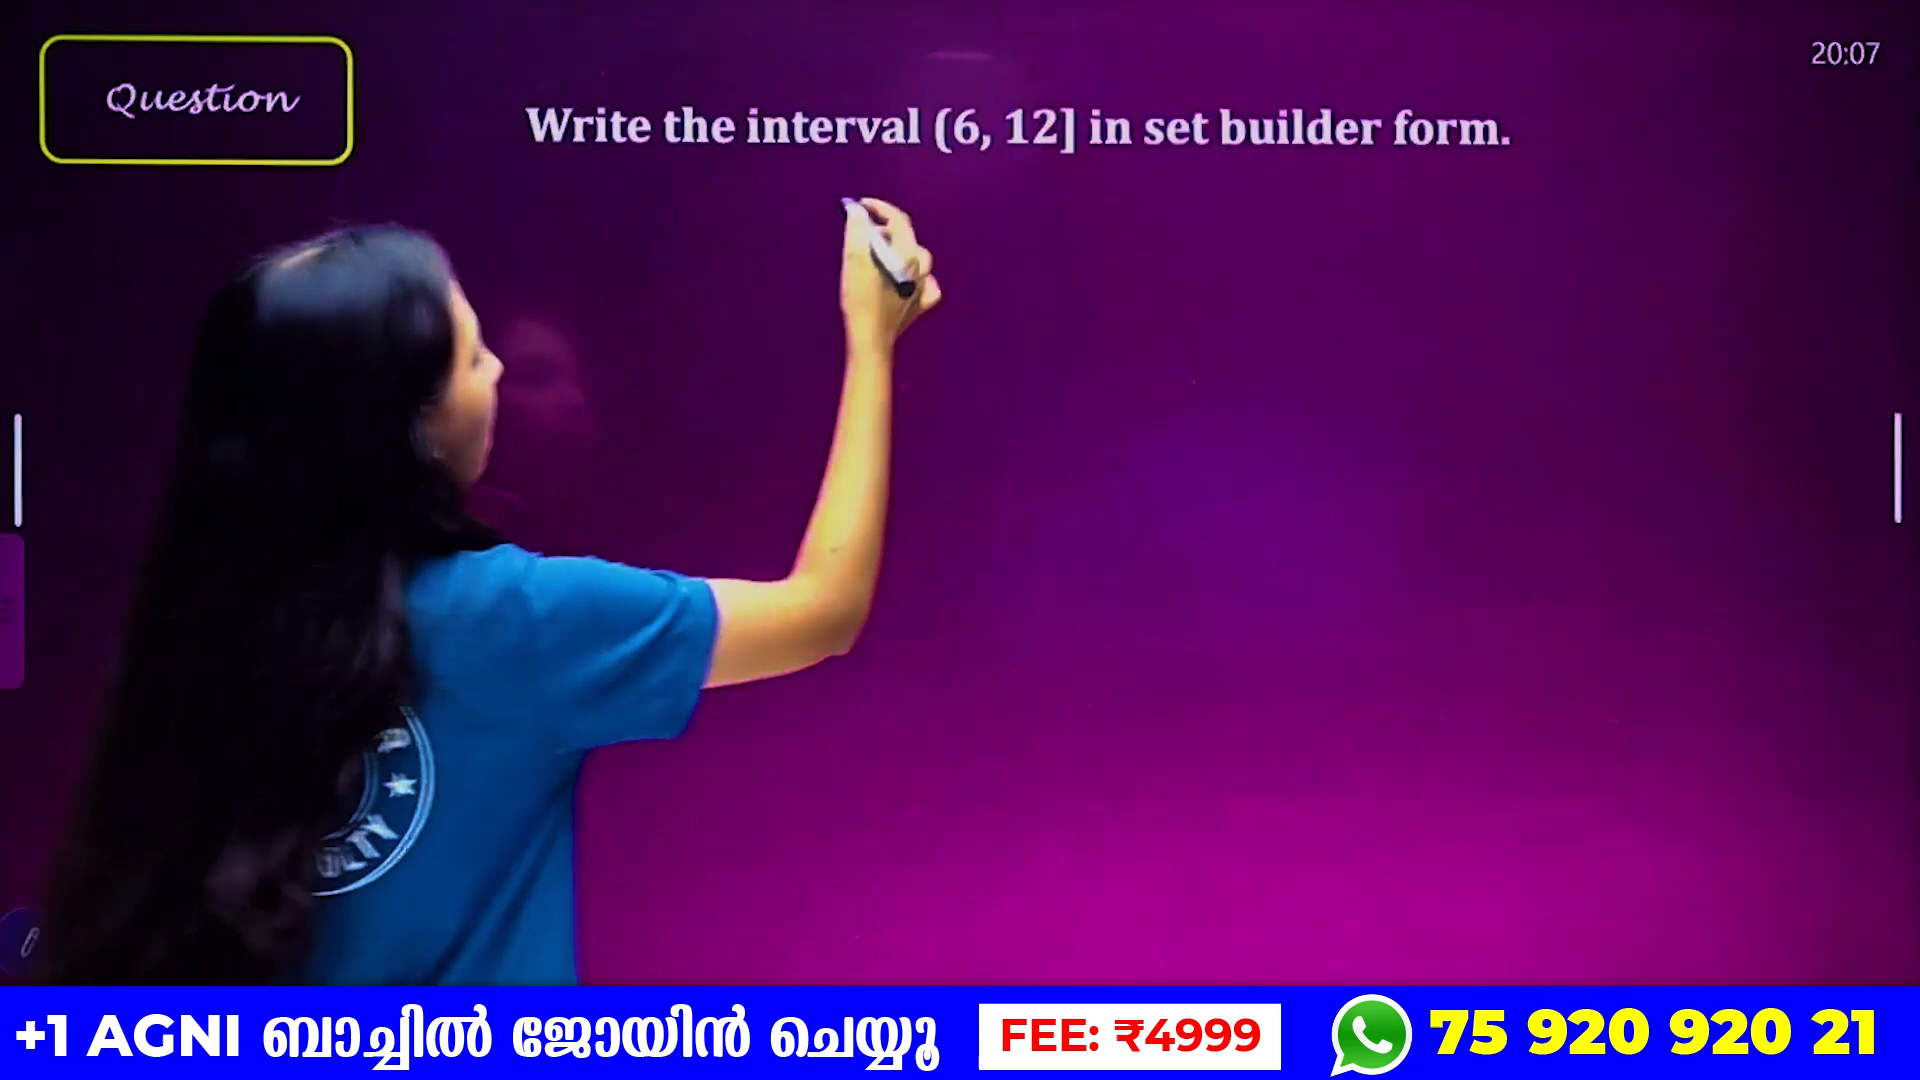 Question
20:07
Write the interval (6, 12] in set builder form.
+1 AGNI ബാച്ചിൽ ജോയിൻ ചെയ്യൂ
FEE: ₹4999
75 920 920 21